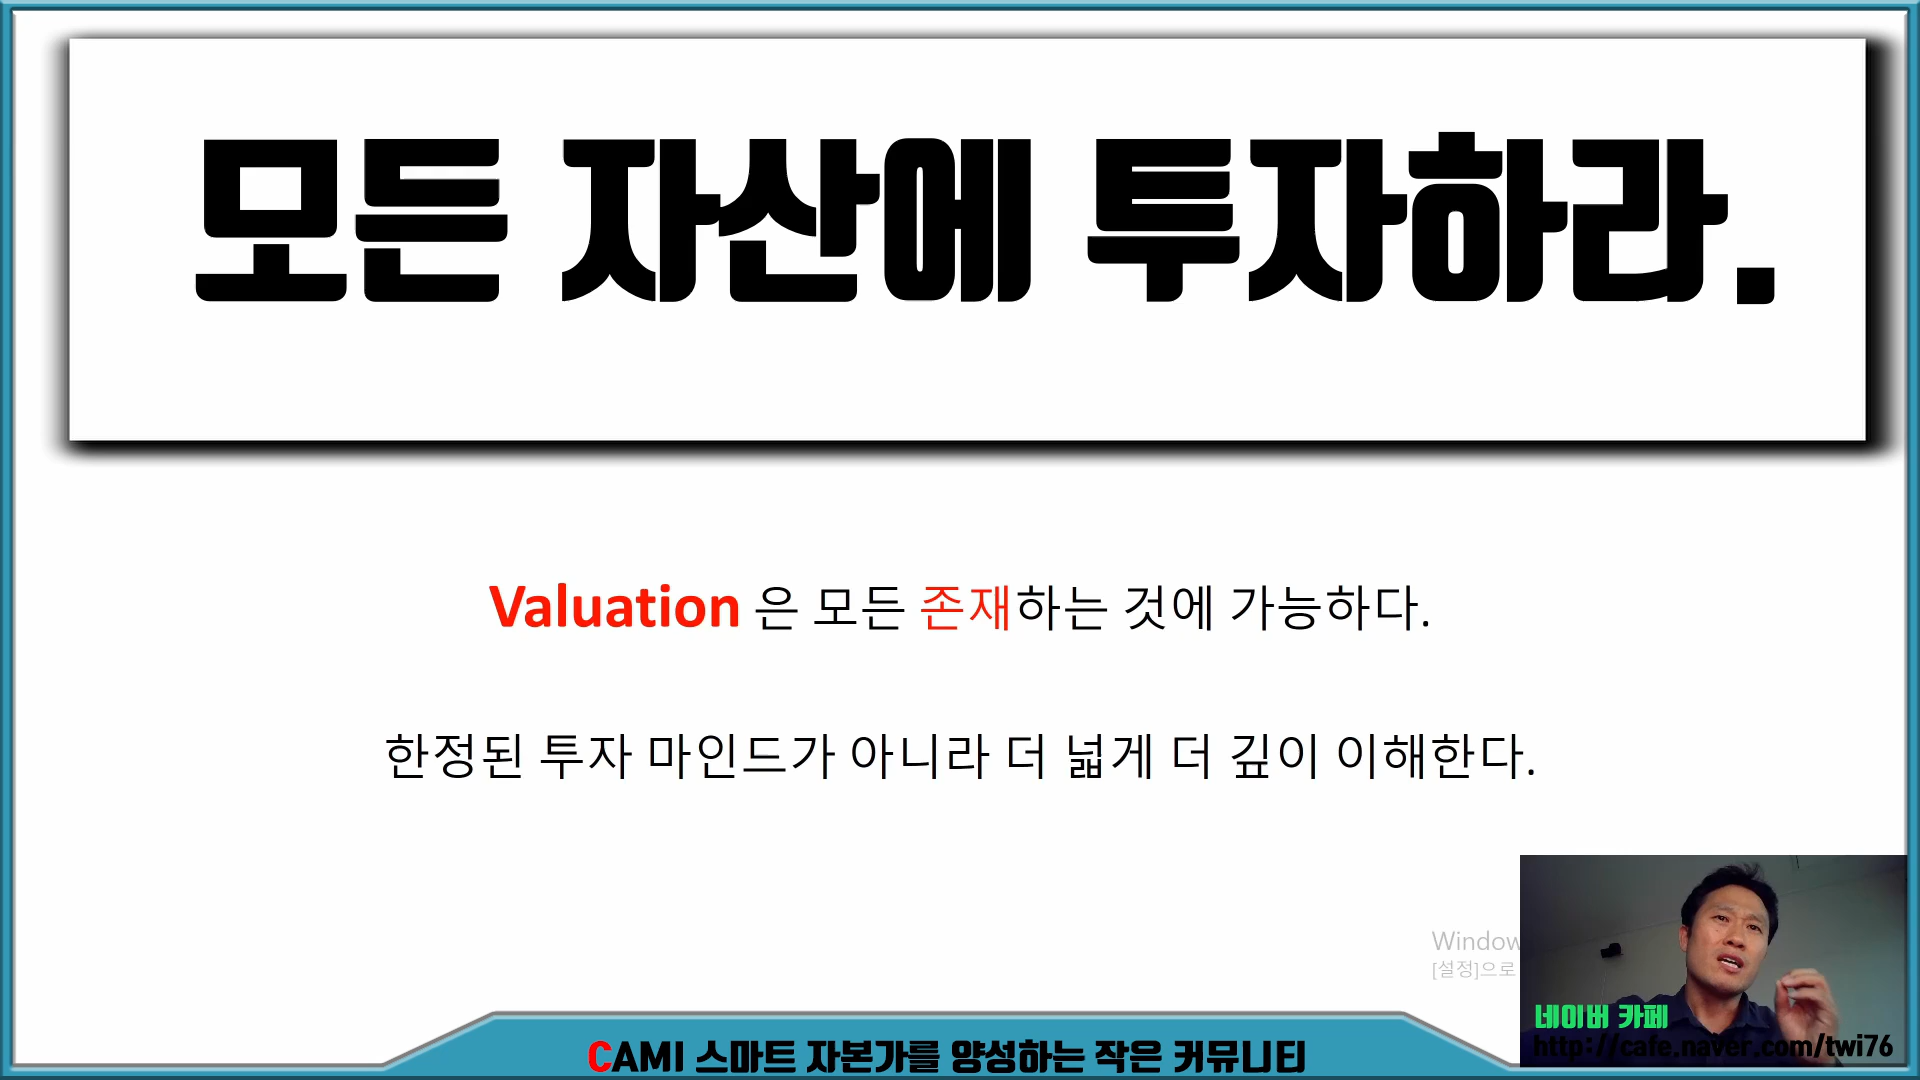 모든 자산에 투자하라.
Valuation 은 모든 존재하는 것에 가능하다.
한정된 투자 마인드가 아니라 더 넓게 더 깊이 이해한다.
Window
[설정]으로
네이버 카페
http://cafe.naver.com/twi76
CAMI 스마트 자본가를 양성하는 작은 커뮤니티